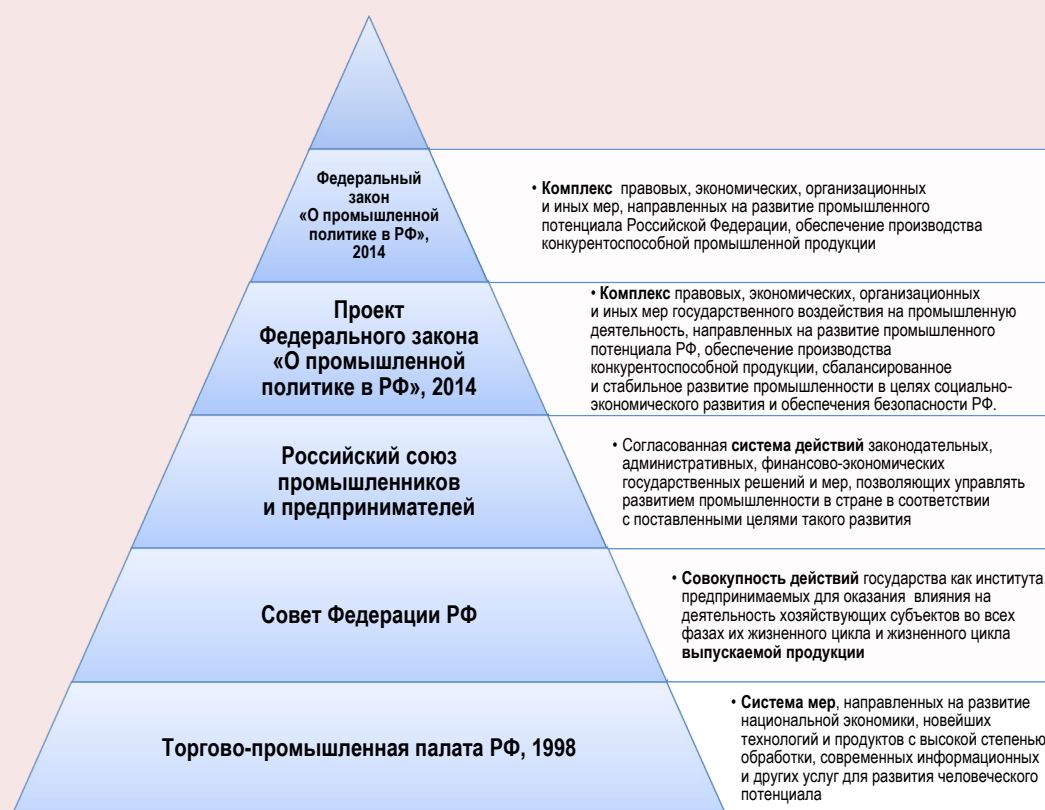 Федеральный
закон
«О промышленной
политике в РФ»,
2014
• Комплекс правовых, экономических, организационных
и иных мер, направленных на развитие промышленного
потенциала Российской Федерации, обеспечение производства
конкурентоспособной промышленной продукции
Проект
Федерального закона
«О промышленной
политике в РФ», 2014
• Комплекс правовых, экономических, организационных
и иных мер государственного воздействия на промышленную
деятельность, направленных на развитие промышленного
потенциала РФ, обеспечение производства
конкурентоспособной продукции, сбалансированное
и стабильное развитие промышленности в целях социально-
экономического развития и обеспечения безопасности РФ.
Российский союз
промышленников
и предпринимателей
• Согласованная система действий законодательных,
административных, финансово-экономических
государственных решений и мер, позволяющих управлять
развитием промышленности в стране в соответствии
с поставленными целями такого развития
Совет Федерации РФ
• Совокупность действий государства как института,
предпринимаемых для оказания влияния на
деятельность хозяйствующих субъектов во всех
фазах их жизненного цикла и жизненного цикла
выпускаемой продукции
Торгово-промышленная палата РФ, 1998
• Система мер, направленных на развитие
национальной экономики, новейших
технологий и продуктов с высокой степенью
обработки, современных информационных
и других услуг для развития человеческого
потенциала